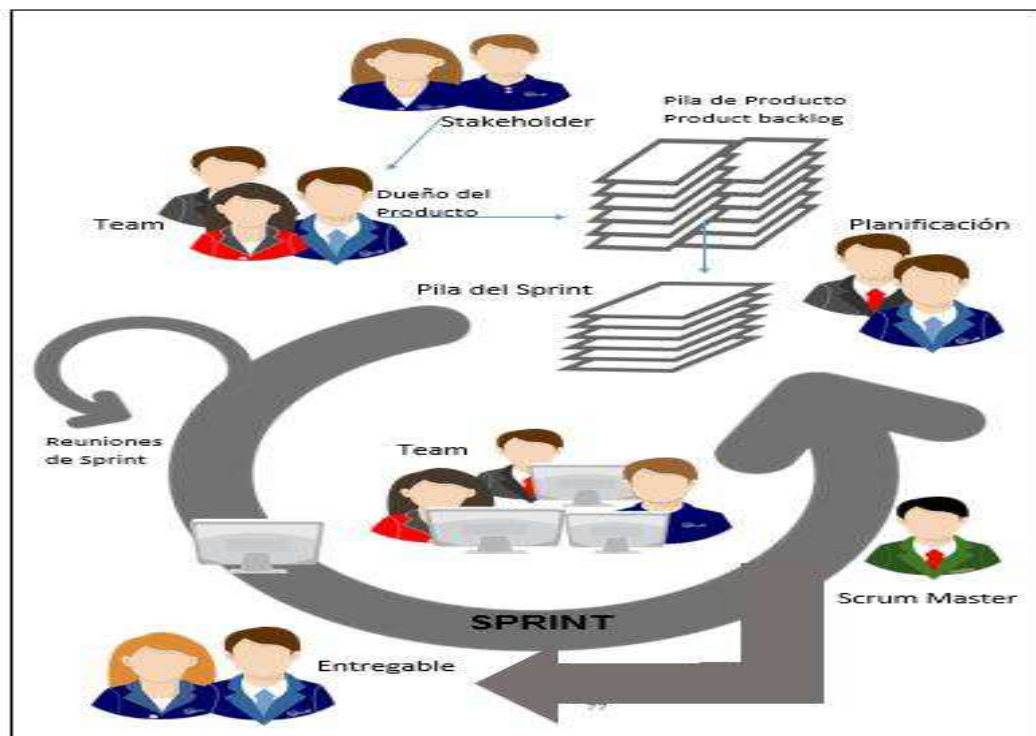 Stakeholder
Pila de Producto
Product backlog
Dueño del
Producto
Team
Planificación
Pila del Sprint
Reuniones
de Sprint
Team
Scrum Master
SPRINT
Entregable